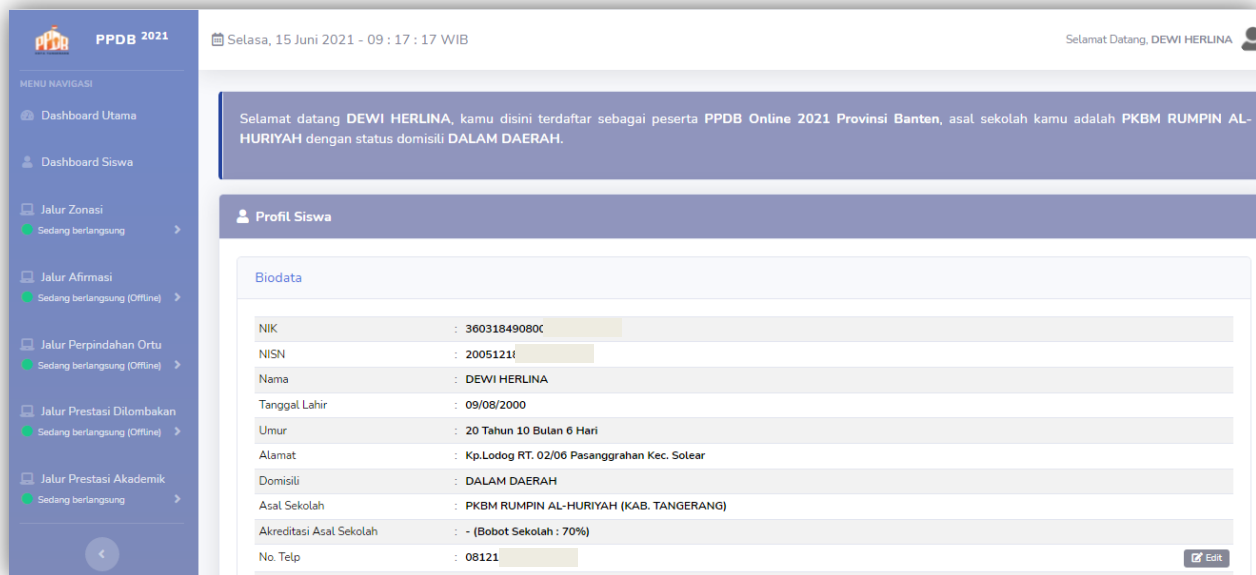 PPDB 2021
Selasa, 15 Juni 2021 - 09 : 17 : 17 WIB
Selamat Datang, DEWI HERLINA
MENU NAVIGASI
Dashboard Utama
Dashboard Siswa
Jalur Zonasi
Sedang berlangsung
Jalur Afirmasi
Sedang berlangsung (Offline)
Jalur Perpindahan Ortu
Sedang berlangsung (Offline)
Jalur Prestasi Dilombakan
Sedang berlangsung (Offline)
Jalur Prestasi Akademik
Sedang berlangsung
Selamat datang DEWI HERLINA, kamu disini terdaftar sebagai peserta PPDB Online 2021 Provinsi Banten, asal sekolah kamu adalah PKBM RUMPIN AL-
HURIYAH dengan status domisili DALAM DAERAH.
Profil Siswa
Biodata
NIK : 36031849080
NISN : 2005121
Nama : DEWI HERLINA
Tanggal Lahir : 09/08/2000
Umur : 20 Tahun 10 Bulan 6 Hari
Alamat : Kp.Lodog RT. 02/06 Pasanggrahan Kec. Solear
Domisili : DALAM DAERAH
Asal Sekolah : PKBM RUMPIN AL-HURIYAH (KAB. TANGERANG)
Akreditasi Asal Sekolah : - (Bobot Sekolah : 70%)
No. Telp : 08121
Edit